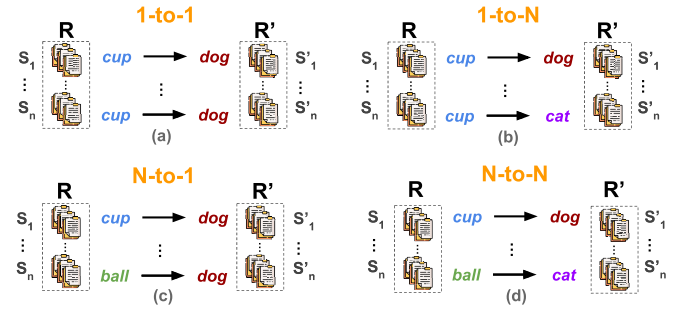 1-to-1
R R'
S1 cup dog S'1
... ... ...
Sn cup dog S'n
(a)
1-to-N
R R'
S1 cup dog S'1
... ... ...
Sn cup cat S'n
(b)
N-to-1
R R'
S1 cup dog S'1
... ... ...
Sn ball dog S'n
(c)
N-to-N
R R'
S1 cup dog S'1
... ... ...
Sn ball cat S'n
(d)